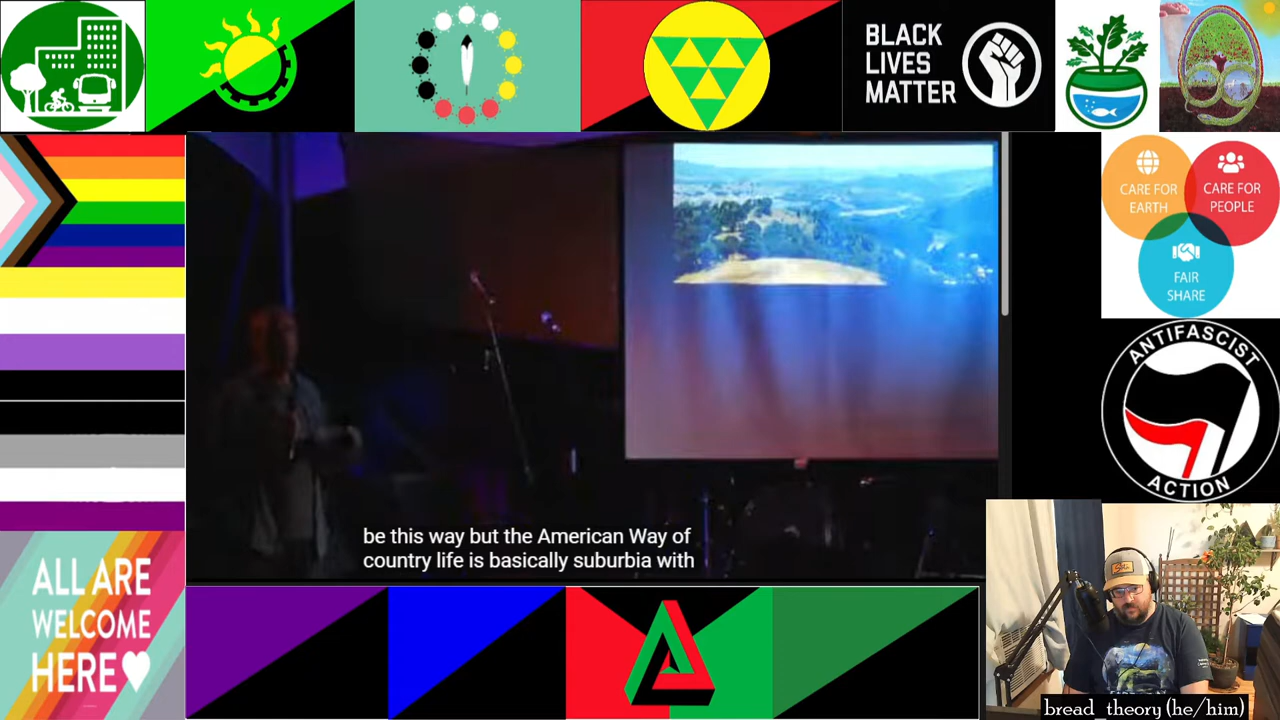 BLACK
LIVES
MATTER
CARE FOR
EARTH
CARE FOR
PEOPLE
FAIR
SHARE
ANTIFASCIST
ACTION
ALL ARE
WELCOME
HERE
be this way but the American Way of
country life is basically suburbia with
bread_theory (he/him)